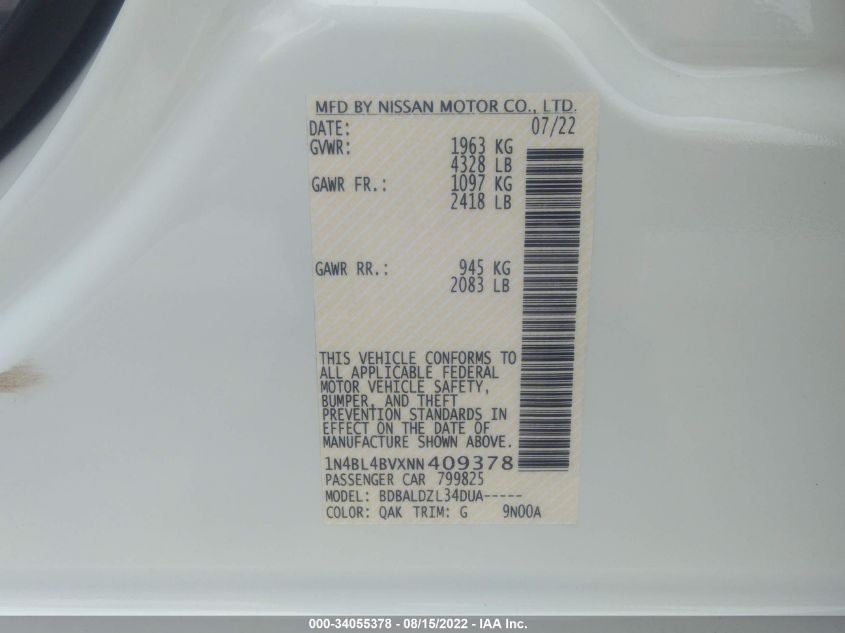 MFD BY NISSAN MOTOR CO., LTD.
DATE: 07/22
GVWR: 1963 KG
4328 LB
GAWR FR.: 1097 KG
2418 LB
GAWR RR.: 945 KG
2083 LB
THIS VEHICLE CONFORMS TO
ALL APPLICABLE FEDERAL
MOTOR VEHICLE SAFETY,
BUMPER, AND THEFT
PREVENTION STANDARDS IN
EFFECT ON THE DATE OF
MANUFACTURE SHOWN ABOVE.
1N4BL4BVXNN409378
PASSENGER CAR 799825
MODEL: BDBALDZL34DUA-----
COLOR: QAK TRIM: G 9N00A
000-34055378 - 08/15/2022 - IAA Inc.